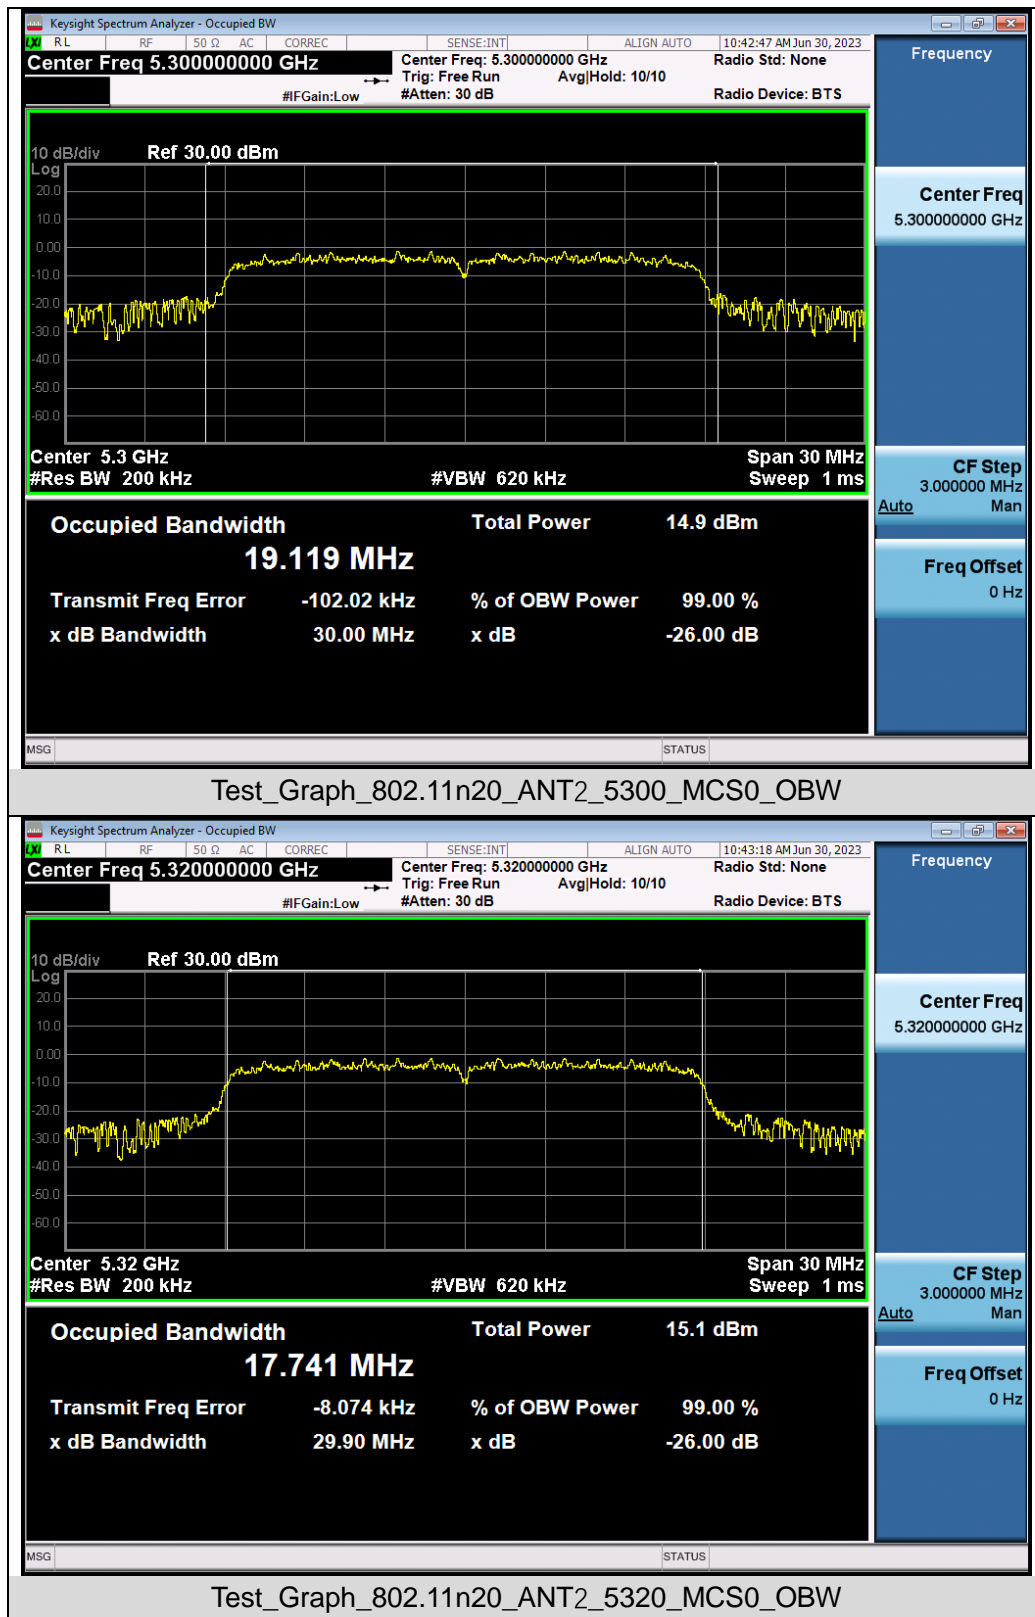 Keysight Spectrum Analyzer - Occupied BW
LXI RL RF 50 Ω AC CORREC SENSE:INT ALIGN AUTO 10:42:47 AM Jun 30, 2023
Center Freq 5.300000000 GHz
Center Freq: 5.300000000 GHz Radio Std: None
Trig: Free Run Avg|Hold: 10/10
#IFGain:Low #Atten: 30 dB Radio Device: BTS
10 dB/div Ref 30.00 dBm
Log
20.0
10.0
0.00
-10.0
-20.0
-30.0
-40.0
-50.0
-60.0
Center 5.3 GHz Span 30 MHz
#Res BW 200 kHz #VBW 620 kHz Sweep 1 ms
Occupied Bandwidth Total Power 14.9 dBm
19.119 MHz
Transmit Freq Error -102.02 kHz % of OBW Power 99.00 %
x dB Bandwidth 30.00 MHz x dB -26.00 dB
Frequency
Center Freq
5.300000000 GHz
CF Step
3.000000 MHz
Auto Man
Freq Offset
0 Hz
MSG STATUS
Test_Graph_802.11n20_ANT2_5300_MCS0_OBW
Keysight Spectrum Analyzer - Occupied BW
LXI RL RF 50 Ω AC CORREC SENSE:INT ALIGN AUTO 10:43:18 AM Jun 30, 2023
Center Freq 5.320000000 GHz
Center Freq: 5.320000000 GHz Radio Std: None
Trig: Free Run Avg|Hold: 10/10
#IFGain:Low #Atten: 30 dB Radio Device: BTS
10 dB/div Ref 30.00 dBm
Log
20.0
10.0
0.00
-10.0
-20.0
-30.0
-40.0
-50.0
-60.0
Center 5.32 GHz Span 30 MHz
#Res BW 200 kHz #VBW 620 kHz Sweep 1 ms
Occupied Bandwidth Total Power 15.1 dBm
17.741 MHz
Transmit Freq Error -8.074 kHz % of OBW Power 99.00 %
x dB Bandwidth 29.90 MHz x dB -26.00 dB
Frequency
Center Freq
5.320000000 GHz
CF Step
3.000000 MHz
Auto Man
Freq Offset
0 Hz
MSG STATUS
Test_Graph_802.11n20_ANT2_5320_MCS0_OBW